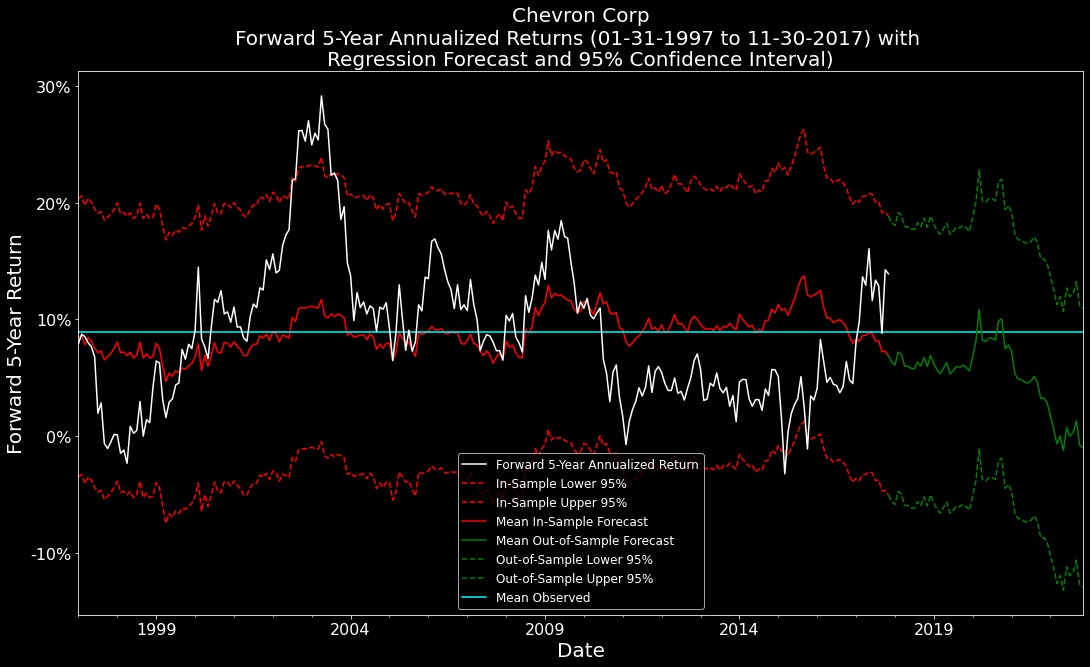 Chevron Corp
Forward 5-Year Annualized Returns (01-31-1997 to 11-30-2017) with
Regression Forecast and 95% Confidence Interval)
Forward 5-Year Return
30%
20%
10%
0%
-10%
Forward 5-Year Annualized Return
In-Sample Lower 95%
In-Sample Upper 95%
Mean In-Sample Forecast
Mean Out-of-Sample Forecast
Out-of-Sample Lower 95%
Out-of-Sample Upper 95%
Mean Observed
1999 2004 2009 2014 2019
Date